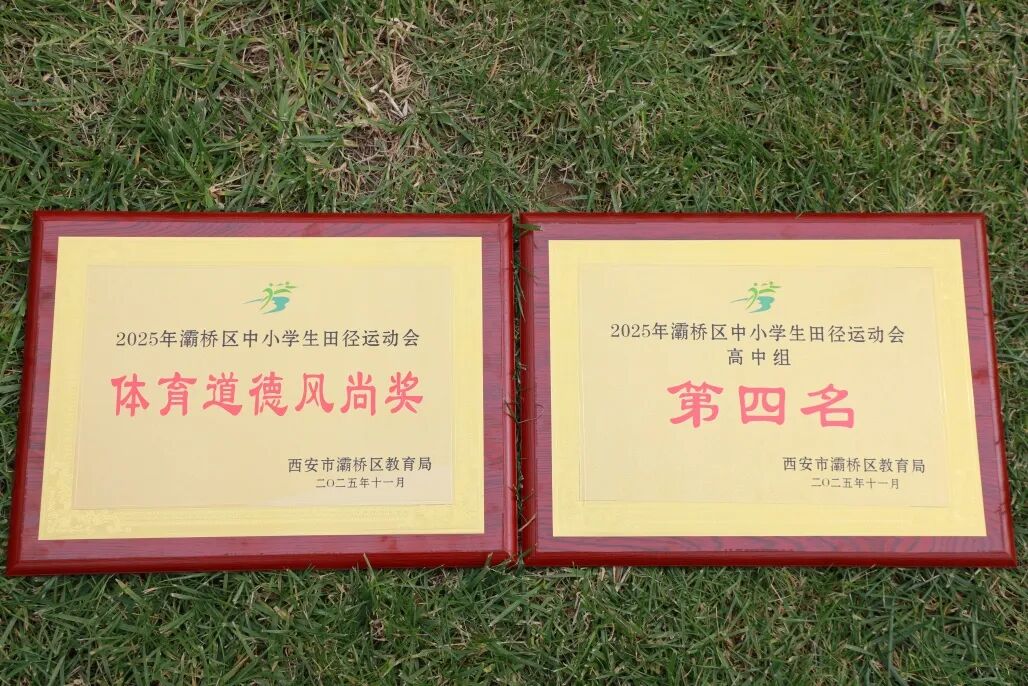 2025年灞桥区中小学生田径运动会
体育道德风尚奖
西安市灞桥区教育局
二〇二五年十一月
2025年灞桥区中小学生田径运动会
高中组
第四名
西安市灞桥区教育局
二〇二五年十一月